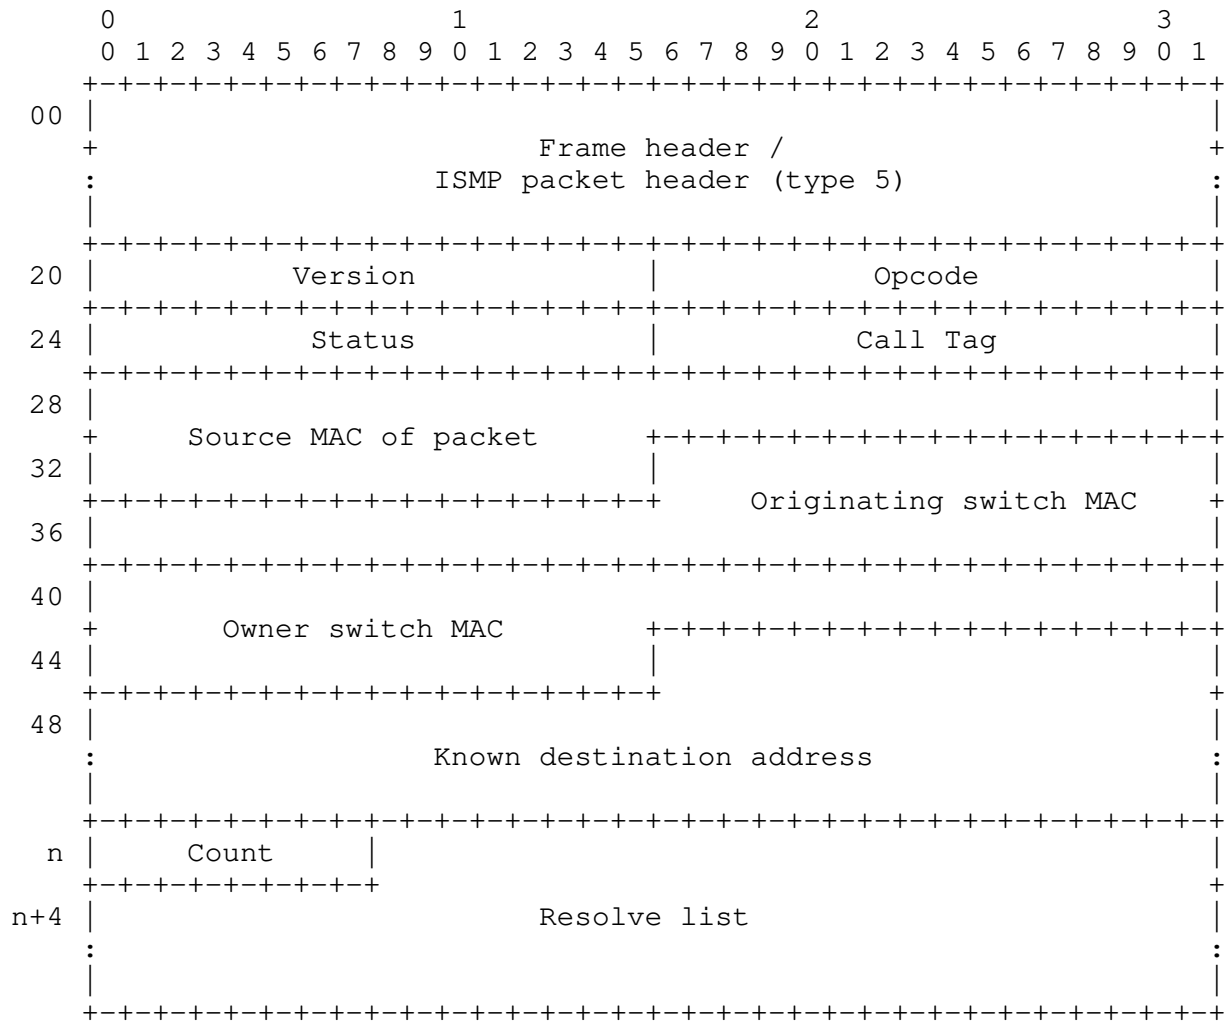 0                   1                   2                   3
 0 1 2 3 4 5 6 7 8 9 0 1 2 3 4 5 6 7 8 9 0 1 2 3 4 5 6 7 8 9 0 1
+-+-+-+-+-+-+-+-+-+-+-+-+-+-+-+-+-+-+-+-+-+-+-+-+-+-+-+-+-+-+-+-+
00 |                                                               |
+                         Frame header /                        +
:                   ISMP packet header (type 5)                 :
|                                                               |
+-+-+-+-+-+-+-+-+-+-+-+-+-+-+-+-+-+-+-+-+-+-+-+-+-+-+-+-+-+-+-+-+
20 |           Version             |            Opcode             |
+-+-+-+-+-+-+-+-+-+-+-+-+-+-+-+-+-+-+-+-+-+-+-+-+-+-+-+-+-+-+-+-+
24 |            Status             |           Call Tag            |
+-+-+-+-+-+-+-+-+-+-+-+-+-+-+-+-+-+-+-+-+-+-+-+-+-+-+-+-+-+-+-+-+
28 |                                                               |
+     Source MAC of packet      +-+-+-+-+-+-+-+-+-+-+-+-+-+-+-+-+
32 |                               |                               |
+-+-+-+-+-+-+-+-+-+-+-+-+-+-+-+-+     Originating switch MAC    +
36 |                                                               |
+-+-+-+-+-+-+-+-+-+-+-+-+-+-+-+-+-+-+-+-+-+-+-+-+-+-+-+-+-+-+-+-+
40 |                                                               |
+       Owner switch MAC        +-+-+-+-+-+-+-+-+-+-+-+-+-+-+-+-+
44 |                               |                               |
+-+-+-+-+-+-+-+-+-+-+-+-+-+-+-+-+                               +
48 |                                                               |
:                   Known destination address                   :
|                                                               |
+-+-+-+-+-+-+-+-+-+-+-+-+-+-+-+-+-+-+-+-+-+-+-+-+-+-+-+-+-+-+-+-+
n |     Count     |                                               |
+-+-+-+-+-+-+-+-+                                               +
n+4 |                         Resolve list                          |
:                                                               :
|                                                               |
+-+-+-+-+-+-+-+-+-+-+-+-+-+-+-+-+-+-+-+-+-+-+-+-+-+-+-+-+-+-+-+-+